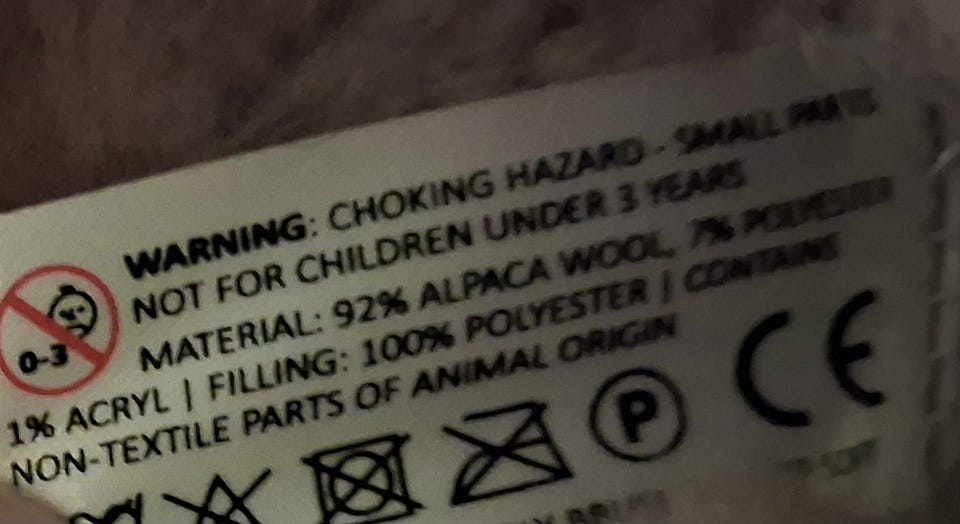 WARNING: CHOKING HAZARD - SMALL PARTS
NOT FOR CHILDREN UNDER 3 YEARS
0-3
MATERIAL: 92% ALPACA WOOL, 7% POLYESTER
1% ACRYL | FILLING: 100% POLYESTER | CONTAINS
NON-TEXTILE PARTS OF ANIMAL ORIGIN
P CE